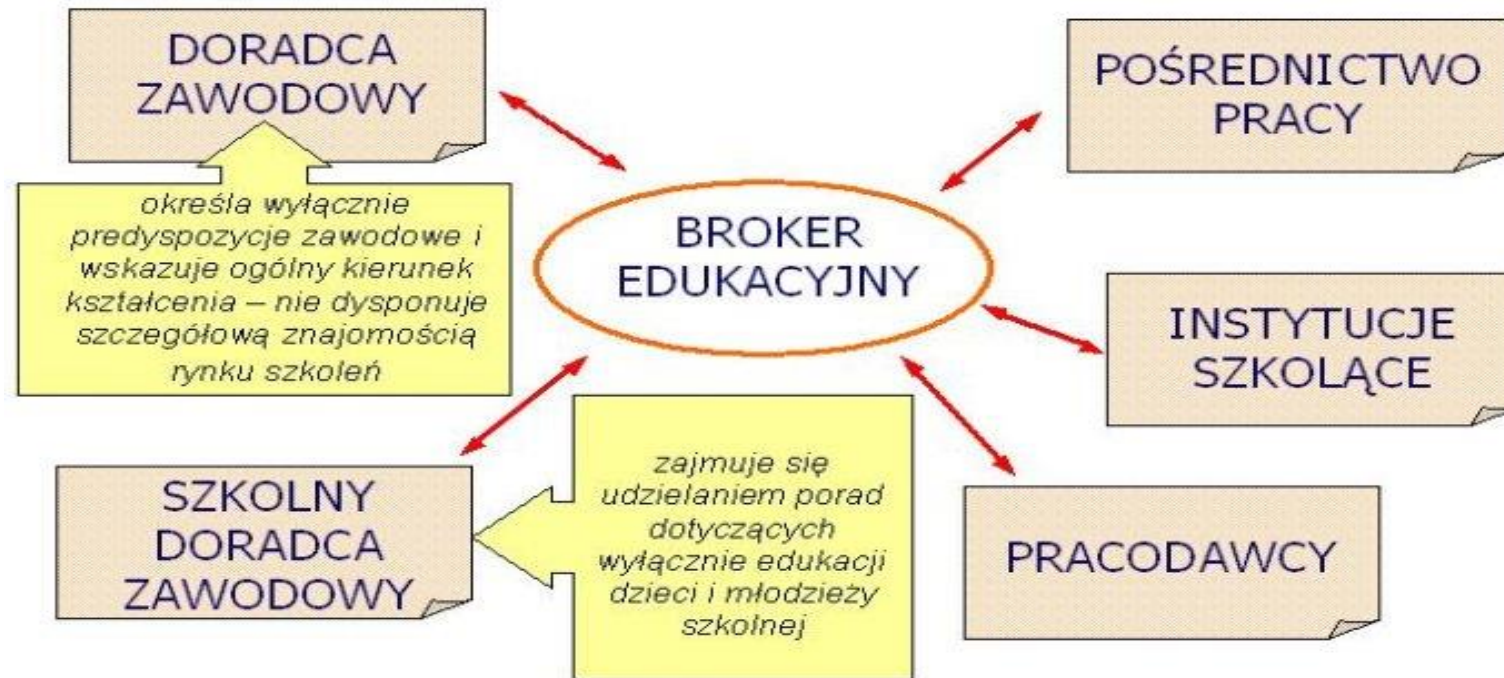 DORADCA
ZAWODOWY
określa wyłącznie
predyspozycje zawodowe i
wskazuje ogólny kierunek
kształcenia – nie dysponuje
szczegółową znajomością
rynku szkoleń
POŚREDNICTWO
PRACY
BROKER
EDUKACYJNY
INSTYTUCJE
SZKOLĄCE
SZKOLNY
DORADCA
ZAWODOWY
zajmuje się
udzielaniem porad
dotyczących
wyłącznie edukacji
dzieci i młodzieży
szkolnej
PRACODAWCY